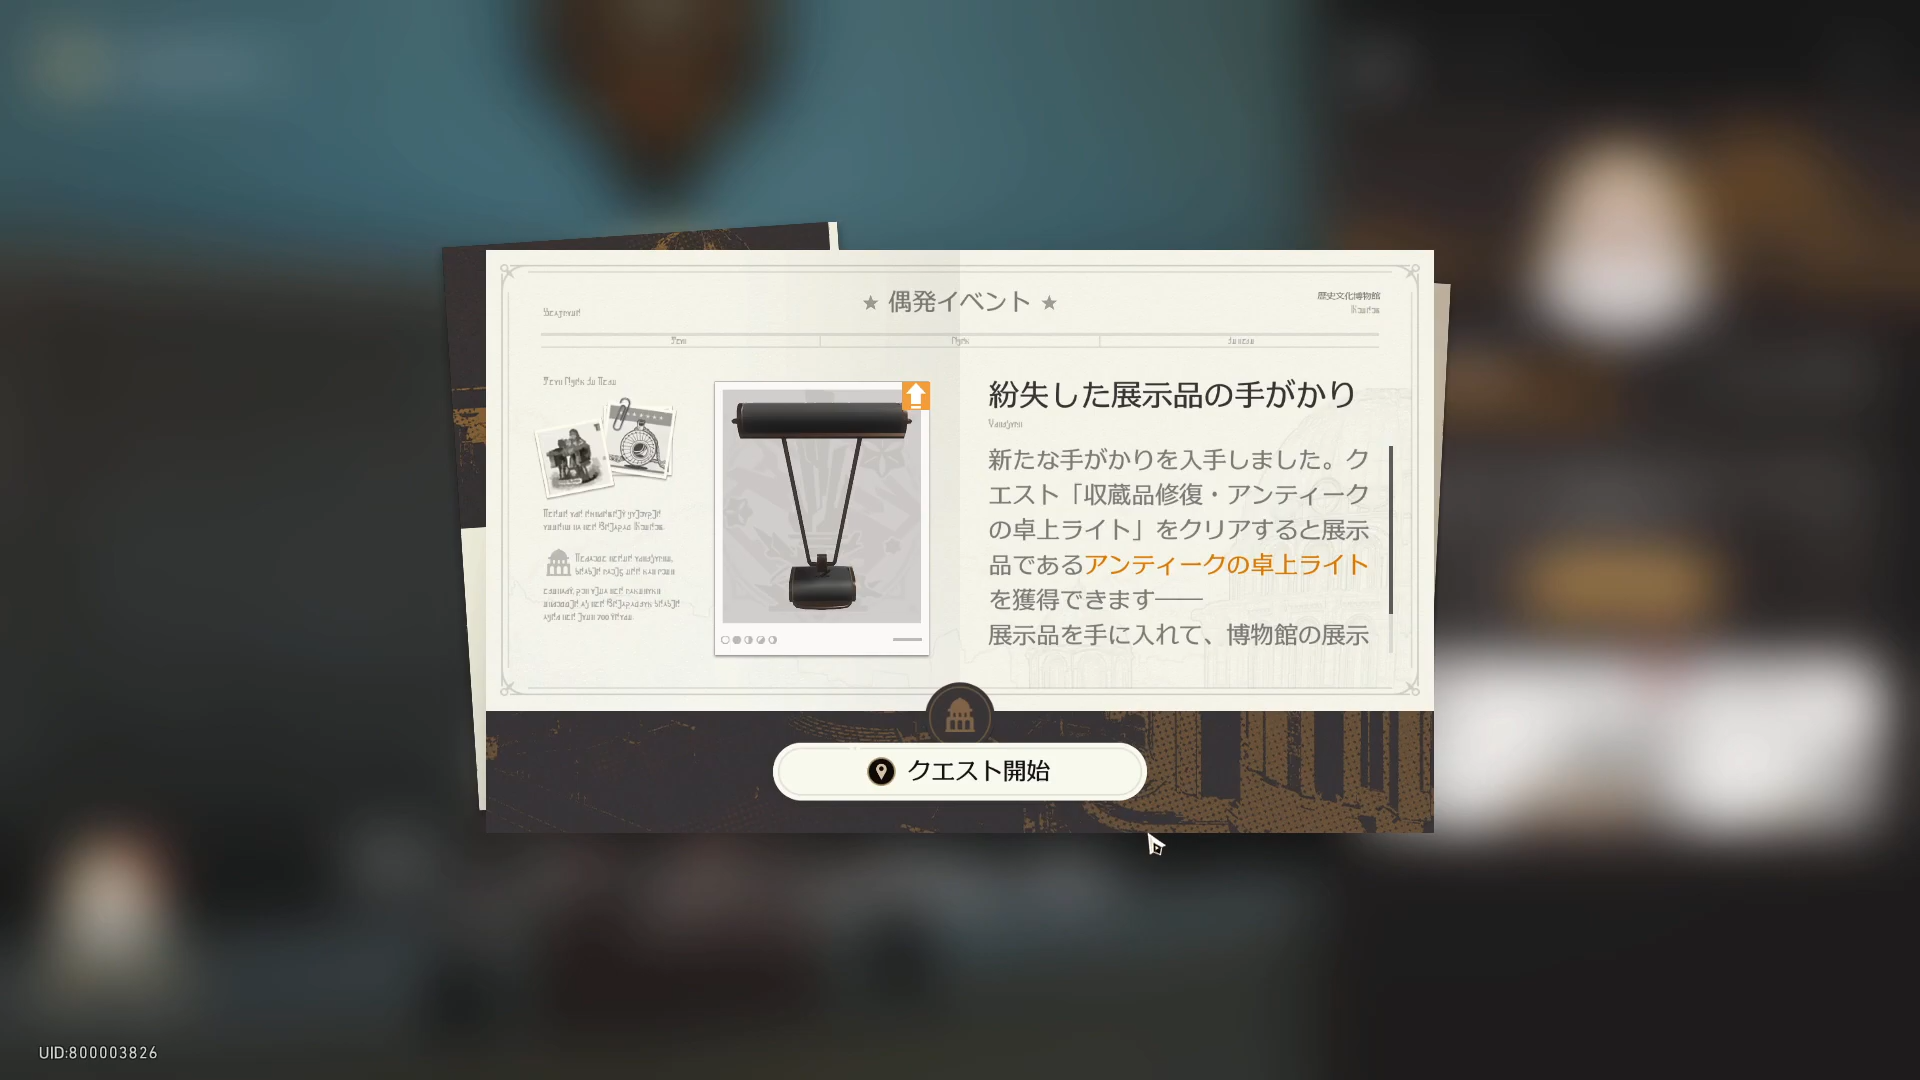 ★ 偶発イベント ★
歴史文化博物館
紛失した展示品の手がかり
新たな手がかりを入手しました。ク
エスト「収蔵品修復・アンティーク
の卓上ライト」をクリアすると展示
品であるアンティークの卓上ライト
を獲得できます――
展示品を手に入れて、博物館の展示
クエスト開始
UID:800003826